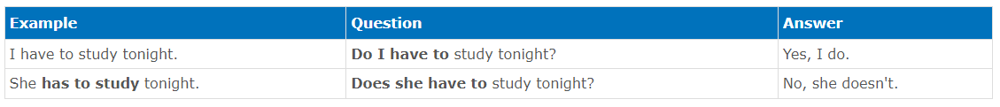 Example Question Answer
I have to study tonight. Do I have to study tonight? Yes, I do.
She has to study tonight. Does she have to study tonight? No, she doesn't.